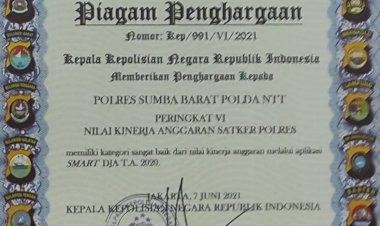 Piagam Penghargaan
Nomor: Kep/991/VI/2021
Kepala Kepolisian Negara Republik Indonesia
Memberikan Penghargaan Kepada
POLRES SUMBA BARAT POLDA NTT
PERINGKAT VI
NILAI KINERJA ANGGARAN SATKER POLRES
memiliki kategori sangat baik dari nilai kinerja anggaran melalui aplikasi
SMART DJA T.A. 2020.
JAKARTA, 7 JUNI 2021
KEPALA KEPOLISIAN NEGARA REPUBLIK INDONESIA